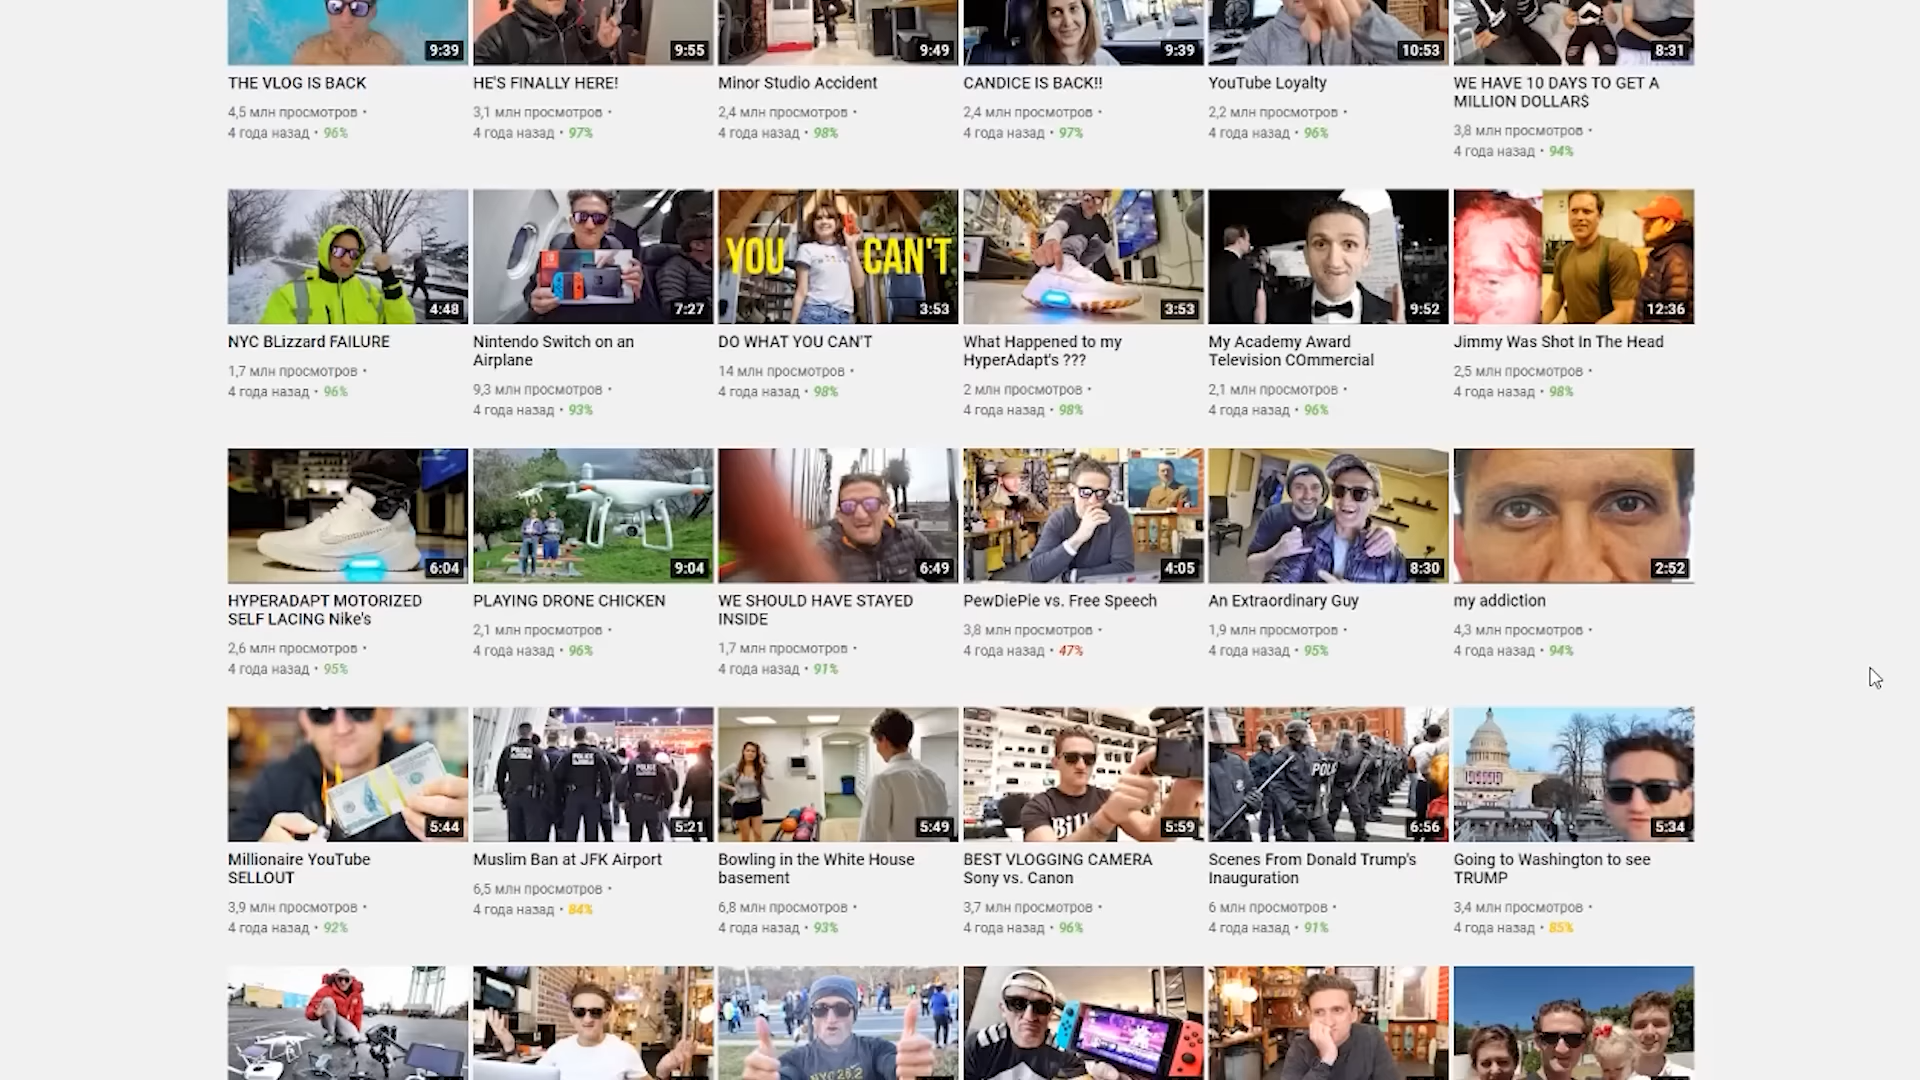 9:39
9:55
9:49
9:39
10:53
8:31
THE VLOG IS BACK
4,5 млн просмотров •
4 года назад • 96%
HE'S FINALLY HERE!
3,1 млн просмотров •
4 года назад • 97%
Minor Studio Accident
2,4 млн просмотров •
4 года назад • 98%
CANDICE IS BACK!!
2,4 млн просмотров •
4 года назад • 97%
YouTube Loyalty
2,2 млн просмотров •
4 года назад • 96%
WE HAVE 10 DAYS TO GET A
MILLION DOLLAR$
3,8 млн просмотров •
4 года назад • 94%
4:48
7:27
YOU CAN'T
3:53
3:53
9:52
12:36
NYC BLizzard FAILURE
1,7 млн просмотров •
4 года назад • 96%
Nintendo Switch on an
Airplane
9,3 млн просмотров •
4 года назад • 93%
DO WHAT YOU CAN'T
14 млн просмотров •
4 года назад • 98%
What Happened to my
HyperAdapt's ???
2 млн просмотров •
4 года назад • 98%
My Academy Award
Television COmmercial
2,1 млн просмотров •
4 года назад • 96%
Jimmy Was Shot In The Head
2,5 млн просмотров •
4 года назад • 98%
6:04
9:04
6:49
4:05
8:30
2:52
HYPERADAPT MOTORIZED
SELF LACING Nike's
2,6 млн просмотров •
4 года назад • 95%
PLAYING DRONE CHICKEN
2,1 млн просмотров •
4 года назад • 96%
WE SHOULD HAVE STAYED
INSIDE
1,7 млн просмотров •
4 года назад • 91%
PewDiePie vs. Free Speech
3,8 млн просмотров •
4 года назад • 47%
An Extraordinary Guy
1,9 млн просмотров •
4 года назад • 95%
my addiction
4,3 млн просмотров •
4 года назад • 94%
5:44
POLICE
POLICE
POLICE
5:21
5:49
Bill
5:59
POLI
6:56
5:34
Millionaire YouTube
SELLOUT
3,9 млн просмотров •
4 года назад • 92%
Muslim Ban at JFK Airport
6,5 млн просмотров •
4 года назад • 84%
Bowling in the White House
basement
6,8 млн просмотров •
4 года назад • 93%
BEST VLOGGING CAMERA
Sony vs. Canon
3,7 млн просмотров •
4 года назад • 96%
Scenes From Donald Trump's
Inauguration
6 млн просмотров •
4 года назад • 91%
Going to Washington to see
TRUMP
3,4 млн просмотров •
4 года назад • 85%
NYC 26.2